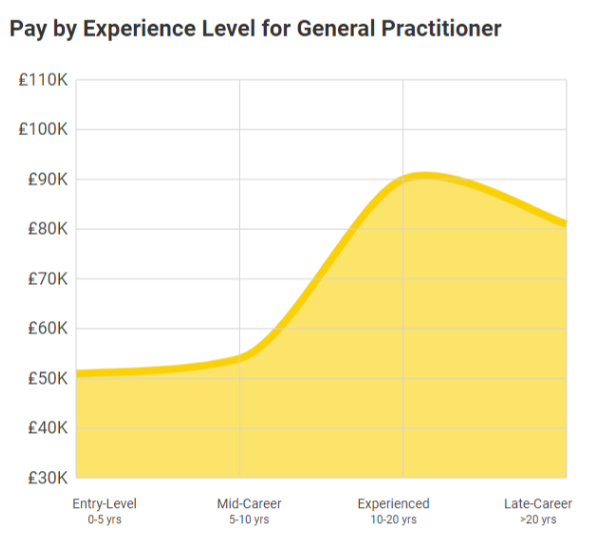 Pay by Experience Level for General Practitioner
£110K
£100K
£90K
£80K
£70K
£60K
£50K
£40K
£30K
Entry-Level Mid-Career Experienced Late-Career
0-5 yrs 5-10 yrs 10-20 yrs >20 yrs